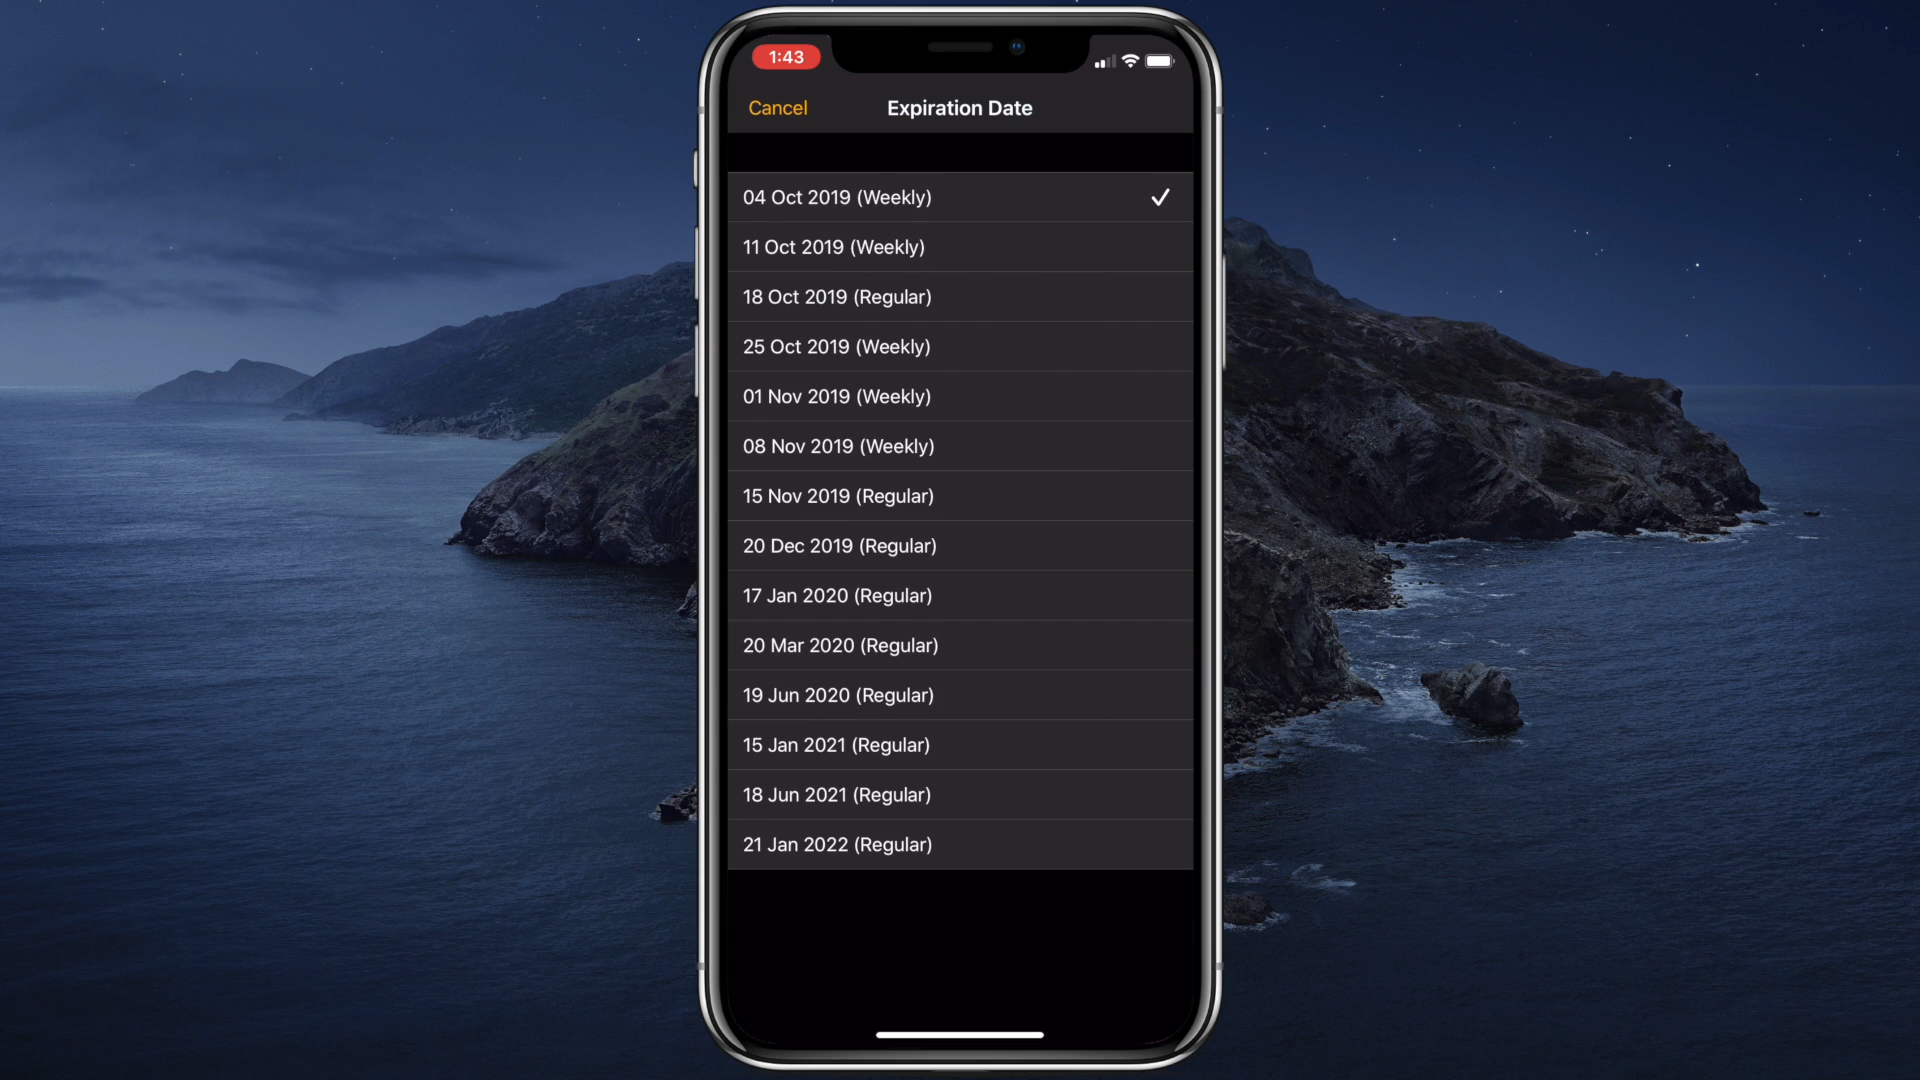 1:43
Cancel
Expiration Date
04 Oct 2019 (Weekly)
11 Oct 2019 (Weekly)
18 Oct 2019 (Regular)
25 Oct 2019 (Weekly)
01 Nov 2019 (Weekly)
08 Nov 2019 (Weekly)
15 Nov 2019 (Regular)
20 Dec 2019 (Regular)
17 Jan 2020 (Regular)
20 Mar 2020 (Regular)
19 Jun 2020 (Regular)
15 Jan 2021 (Regular)
18 Jun 2021 (Regular)
21 Jan 2022 (Regular)